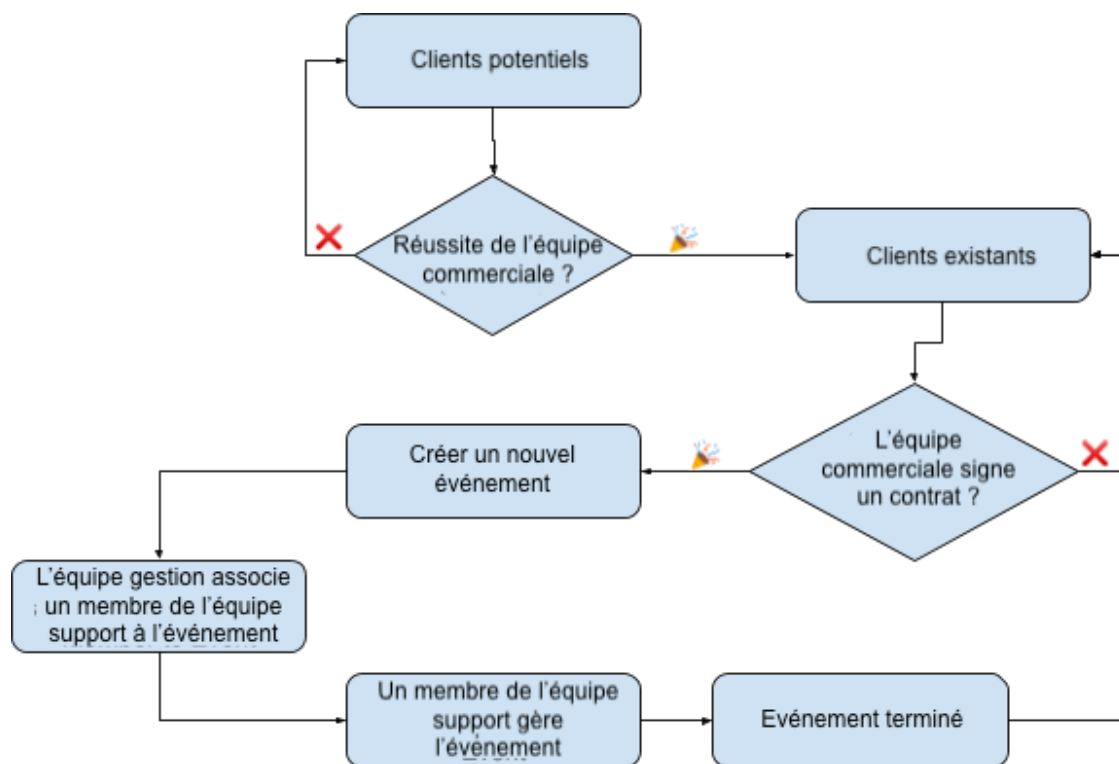 Clients potentiels
Réussite de l'équipe
commerciale ?
Clients existants
L'équipe
commerciale signe
un contrat ?
Créer un nouvel
événement
L'équipe gestion associe
un membre de l'équipe
support à l'événement
Un membre de l'équipe
support gère
l'événement
Evénement terminé